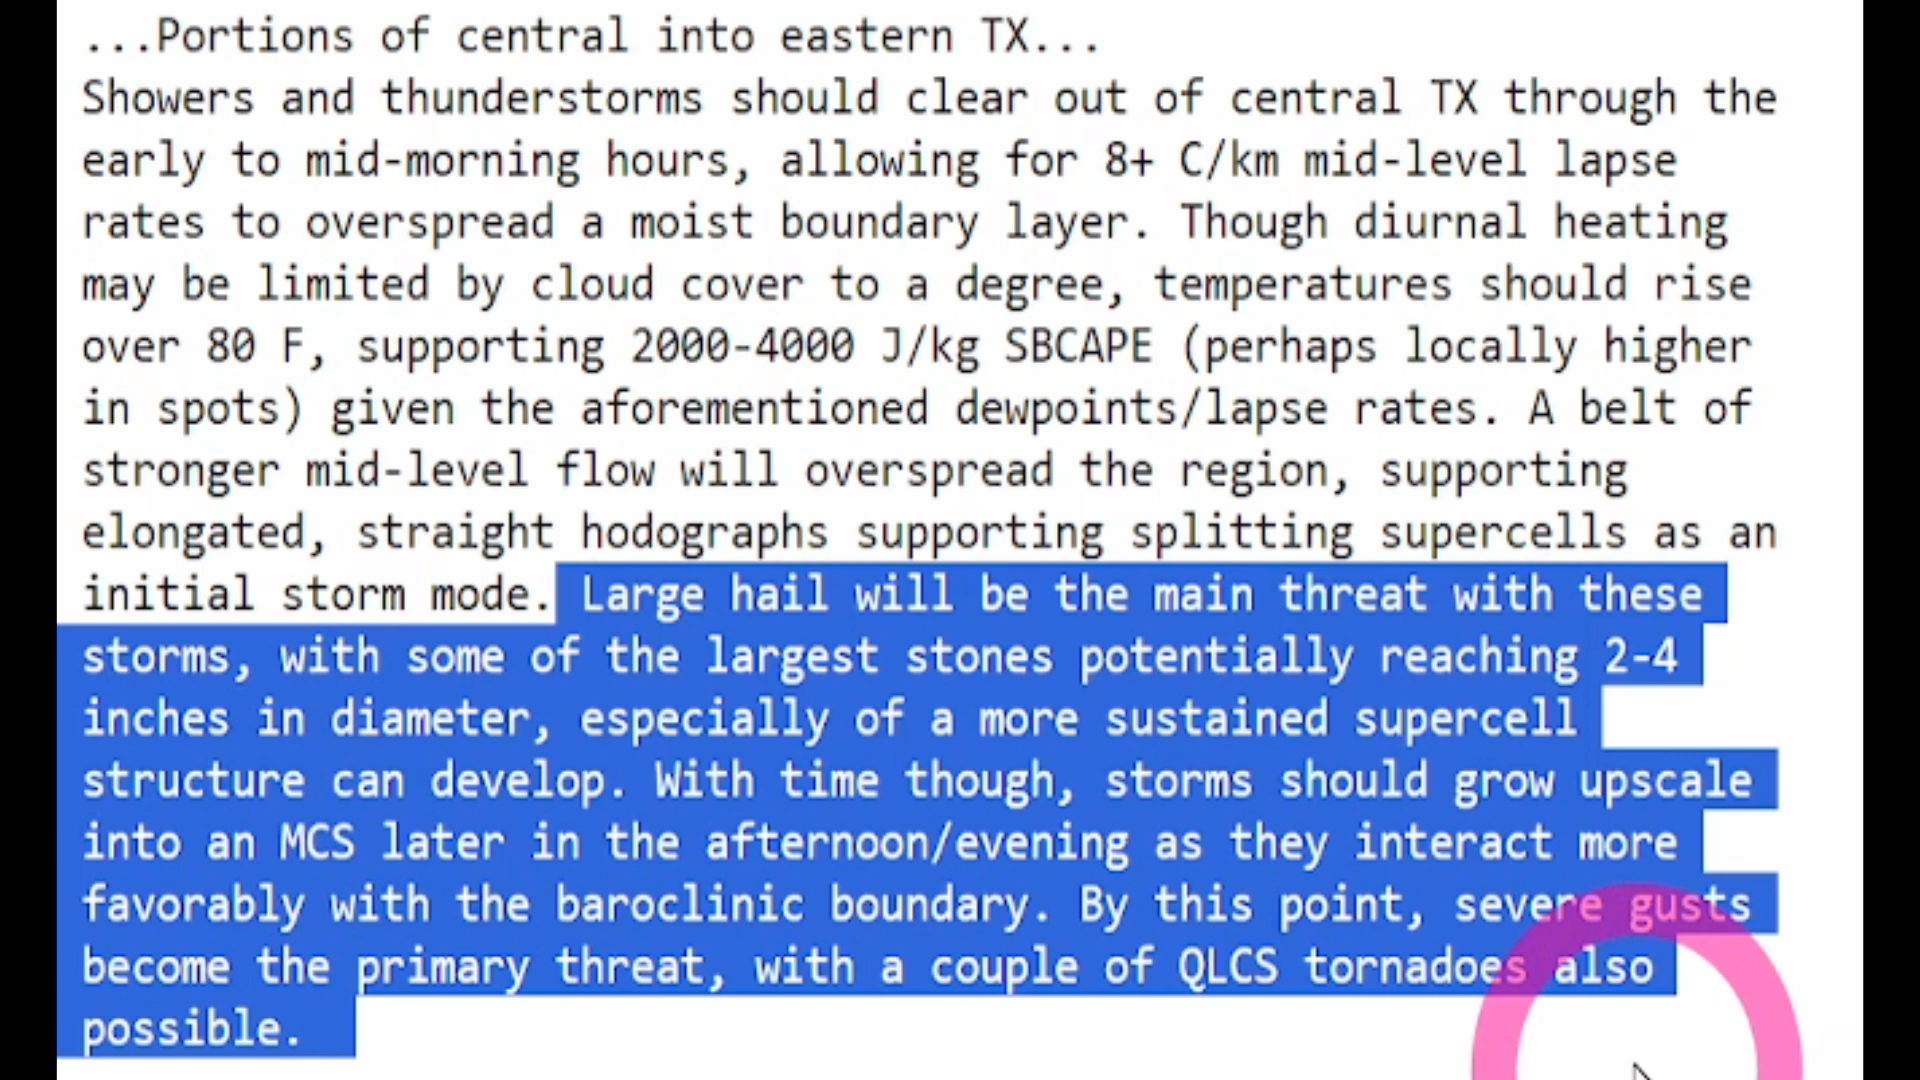 ...Portions of central into eastern TX...
Showers and thunderstorms should clear out of central TX through the
early to mid-morning hours, allowing for 8+ C/km mid-level lapse
rates to overspread a moist boundary layer. Though diurnal heating
may be limited by cloud cover to a degree, temperatures should rise
over 80 F, supporting 2000-4000 J/kg SBCAPE (perhaps locally higher
in spots) given the aforementioned dewpoints/lapse rates. A belt of
stronger mid-level flow will overspread the region, supporting
elongated, straight hodographs supporting splitting supercells as an
initial storm mode. Large hail will be the main threat with these
storms, with some of the largest stones potentially reaching 2-4
inches in diameter, especially of a more sustained supercell
structure can develop. With time though, storms should grow upscale
into an MCS later in the afternoon/evening as they interact more
favorably with the baroclinic boundary. By this point, severe gusts
become the primary threat, with a couple of QLCS tornadoes also
possible.